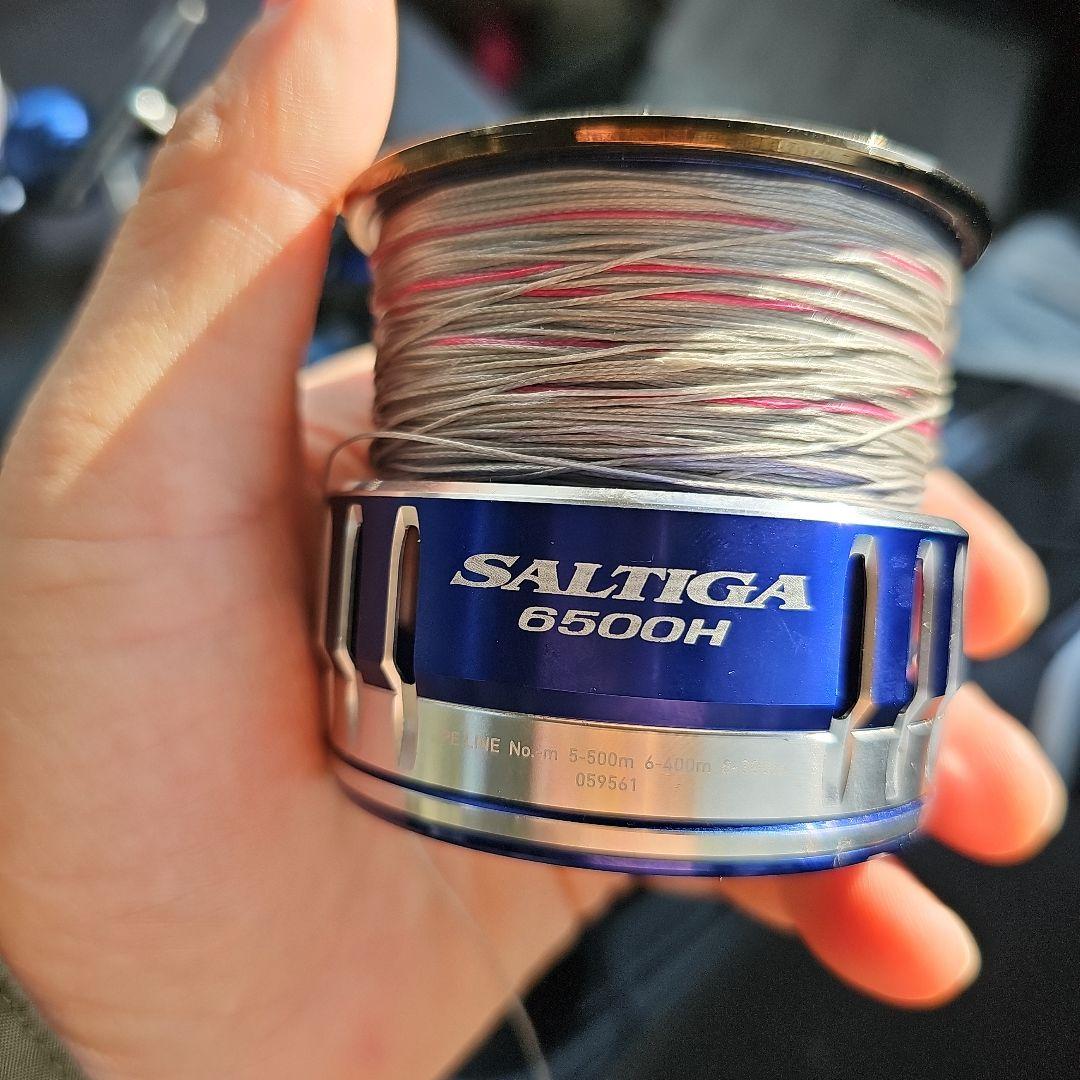 SALTIGA
6500H
PE LINE No.-m 5-500m 6-400m
059561